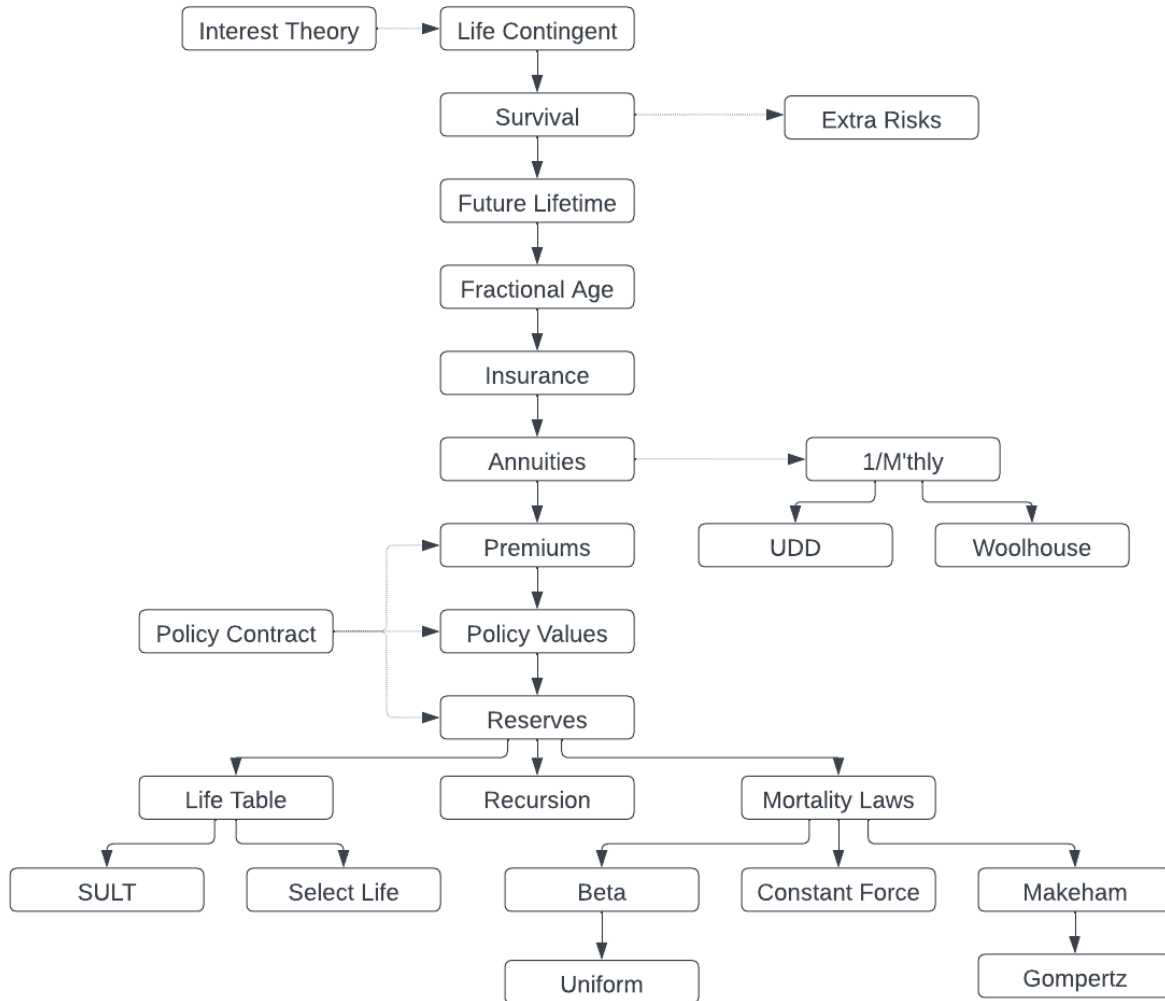 Interest Theory
Life Contingent
Survival
Extra Risks
Future Lifetime
Fractional Age
Insurance
Annuities
1/M'thly
Premiums
UDD
Woolhouse
Policy Contract
Policy Values
Reserves
Life Table
Recursion
Mortality Laws
SULT
Select Life
Beta
Constant Force
Makeham
Uniform
Gompertz